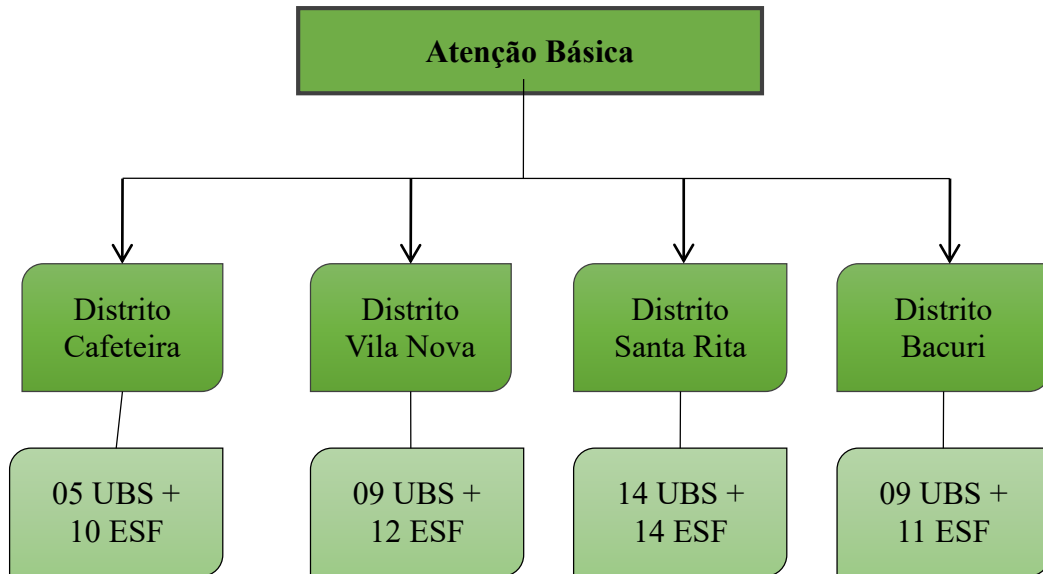 Atenção Básica
Distrito
Cafeteira
Distrito
Vila Nova
Distrito
Santa Rita
Distrito
Bacuri
05 UBS +
10 ESF
09 UBS +
12 ESF
14 UBS +
14 ESF
09 UBS +
11 ESF